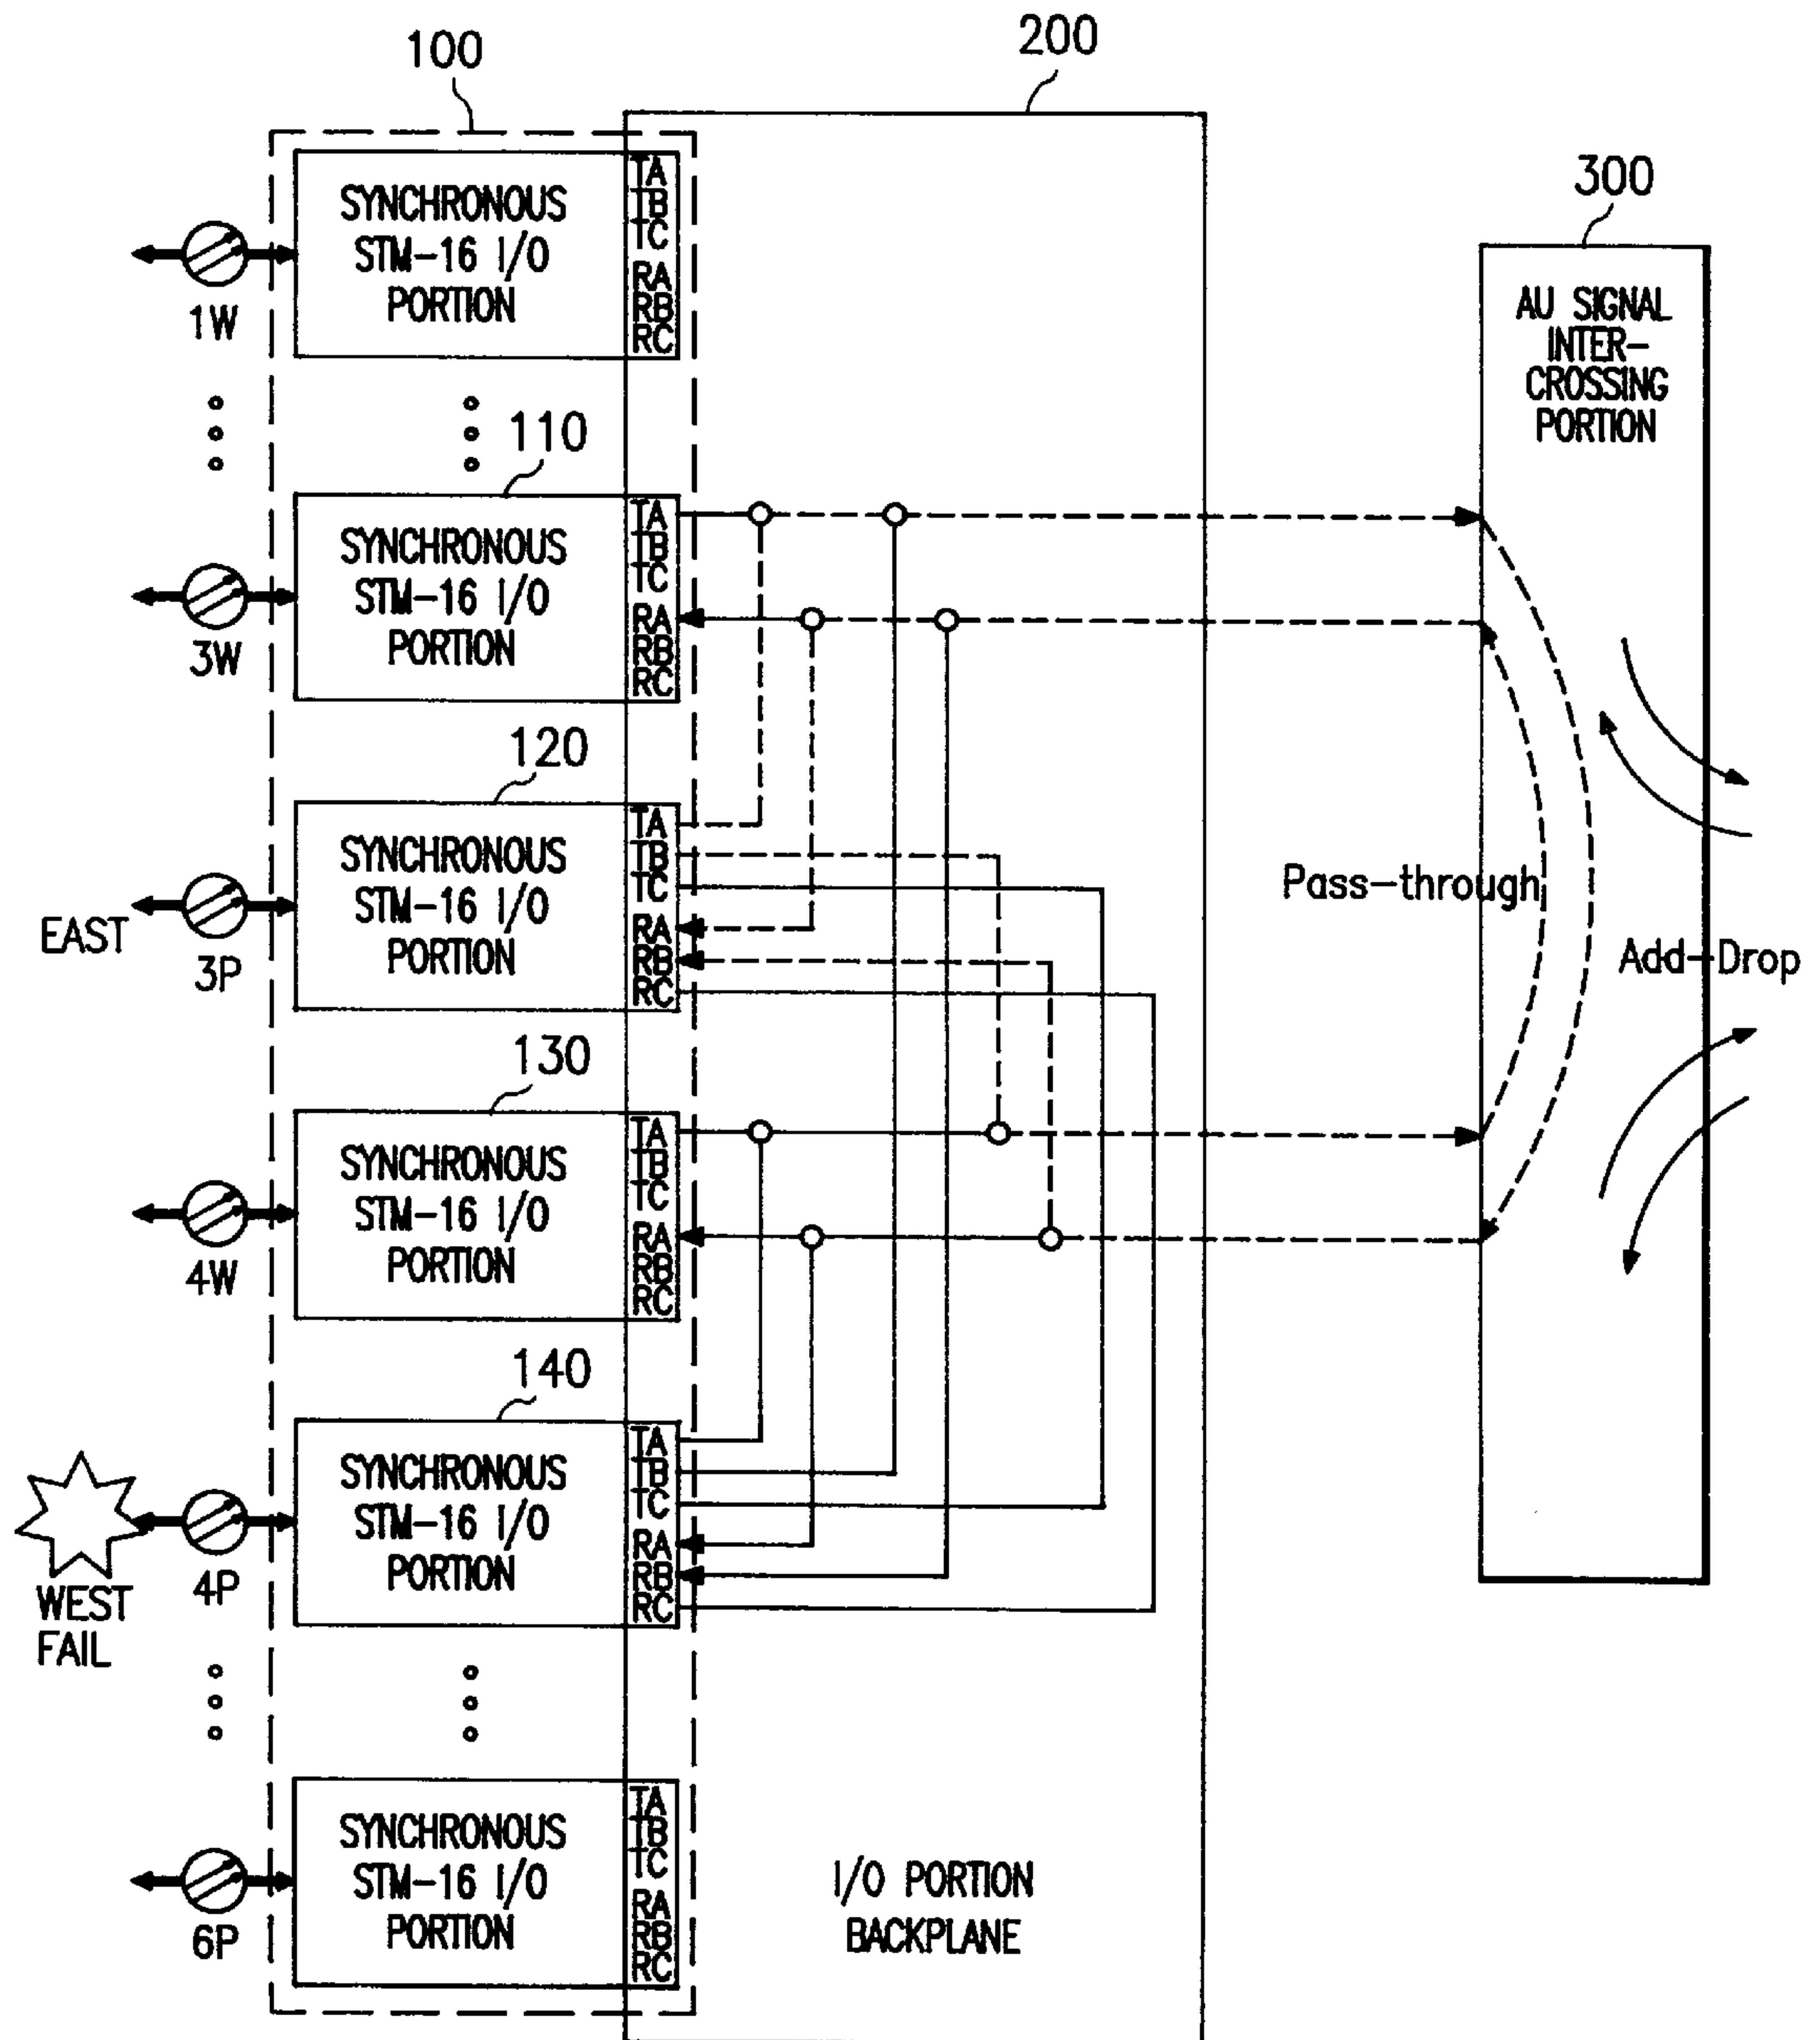 100
200
300
SYNCHRONOUS
STM-16 I/O
PORTION
TA
TB
TC
RA
RB
RC
1W
AU SIGNAL
INTER-
CROSSING
PORTION
110
SYNCHRONOUS
STM-16 I/O
PORTION
TA
TB
TC
RA
RB
RC
3W
120
SYNCHRONOUS
STM-16 I/O
PORTION
TA
TB
TC
RA
RB
RC
EAST
3P
Pass-through
Add-Drop
130
SYNCHRONOUS
STM-16 I/O
PORTION
TA
TB
TC
RA
RB
RC
4W
140
SYNCHRONOUS
STM-16 I/O
PORTION
TA
TB
TC
RA
RB
RC
4P
WEST
FAIL
SYNCHRONOUS
STM-16 I/O
PORTION
TA
TB
TC
RA
RB
RC
6P
I/O PORTION
BACKPLANE